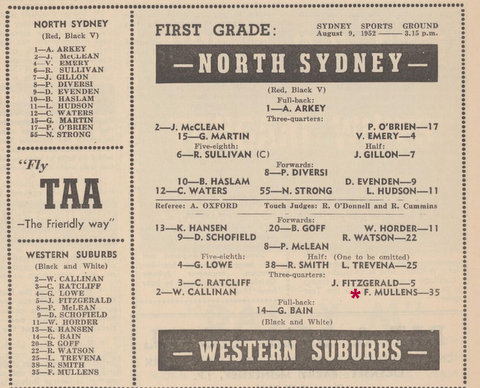 NORTH SYDNEY
(Red, Black V)
1—A. ARKEY
2—J. McLEAN
4—V. EMERY
6—R. SULLIVAN
7—J. GILLON
8—P. DIVERSI
9—D. EVENDEN
10—B. HASLAM
11—L. HUDSON
12—C. WATERS
15—G. MARTIN
17—P. O'BRIEN
55—N. STRONG
"Fly
TAA
—The Friendly way"
WESTERN SUBURBS
(Black and White)
2—W. CALLINAN
3—C. RATCLIFF
4—G. LOWE
5—J. FITZGERALD
8—P. McLEAN
9—D. SCHOFIELD
11—W. HORDER
13—K. HANSEN
14—G. BAIN
20—B. GOFF
22—R. WATSON
25—L. TREVENA
38—R. SMITH
35—F. MULLENS
FIRST GRADE:
SYDNEY SPORTS GROUND
August 9, 1952 —— 3.15 p.m.
— NORTH SYDNEY —
(Red, Black V)
Full-back:
1—A. ARKEY
Three-quarters:
2—J. McCLEAN P. O'BRIEN—17
15—G. MARTIN V. EMERY—4
Five-eighth: Half:
6—R. SULLIVAN (C) J. GILLON—7
Forwards:
8—P. DIVERSI
10—B. HASLAM D. EVENDEN—9
12—C. WATERS 55—N. STRONG L. HUDSON—11
Referee: A. OXFORD Touch Judges: R. O'Donnell and R. Cummins
Forwards:
13—K. HANSEN 20—B. GOFF W. HORDER—11
9—D. SCHOFIELD R. WATSON—22
8—P. McLEAN
Five-eighth: Half: (One to be omitted)
4—G. LOWE 38—R. SMITH L. TREVENA—25
Three-quarters:
3—C. RATCLIFF J. FITZGERALD—5
2—W. CALLINAN * F. MULLENS—35
Full-back:
14—G. BAIN
(Black and White)
— WESTERN SUBURBS —